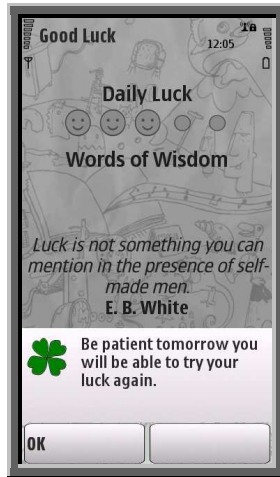 Good Luck
12:05
Daily Luck
Words of Wisdom
Luck is not something you can
mention in the presence of self-
made men.
E. B. White
Be patient tomorrow you
will be able to try your
luck again.
OK